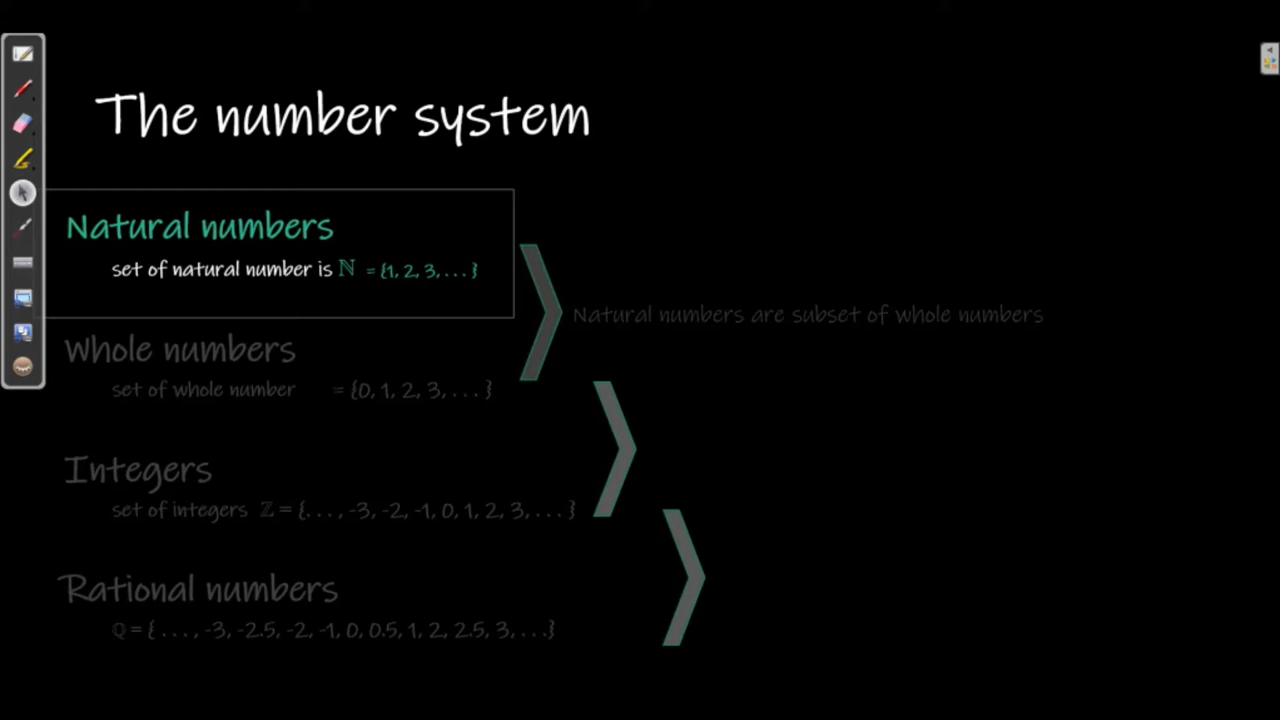 The number system
Natural numbers
set of natural number is ℕ = {1, 2, 3, . . . }
Natural numbers are subset of whole numbers
Whole numbers
set of whole number = {0, 1, 2, 3, . . . }
Integers
set of integers ℤ = {. . . , -3, -2, -1, 0, 1, 2, 3, . . . }
Rational numbers
ℚ = { . . . , -3, -2.5, -2, -1, 0, 0.5, 1, 2, 2.5, 3, . . .}